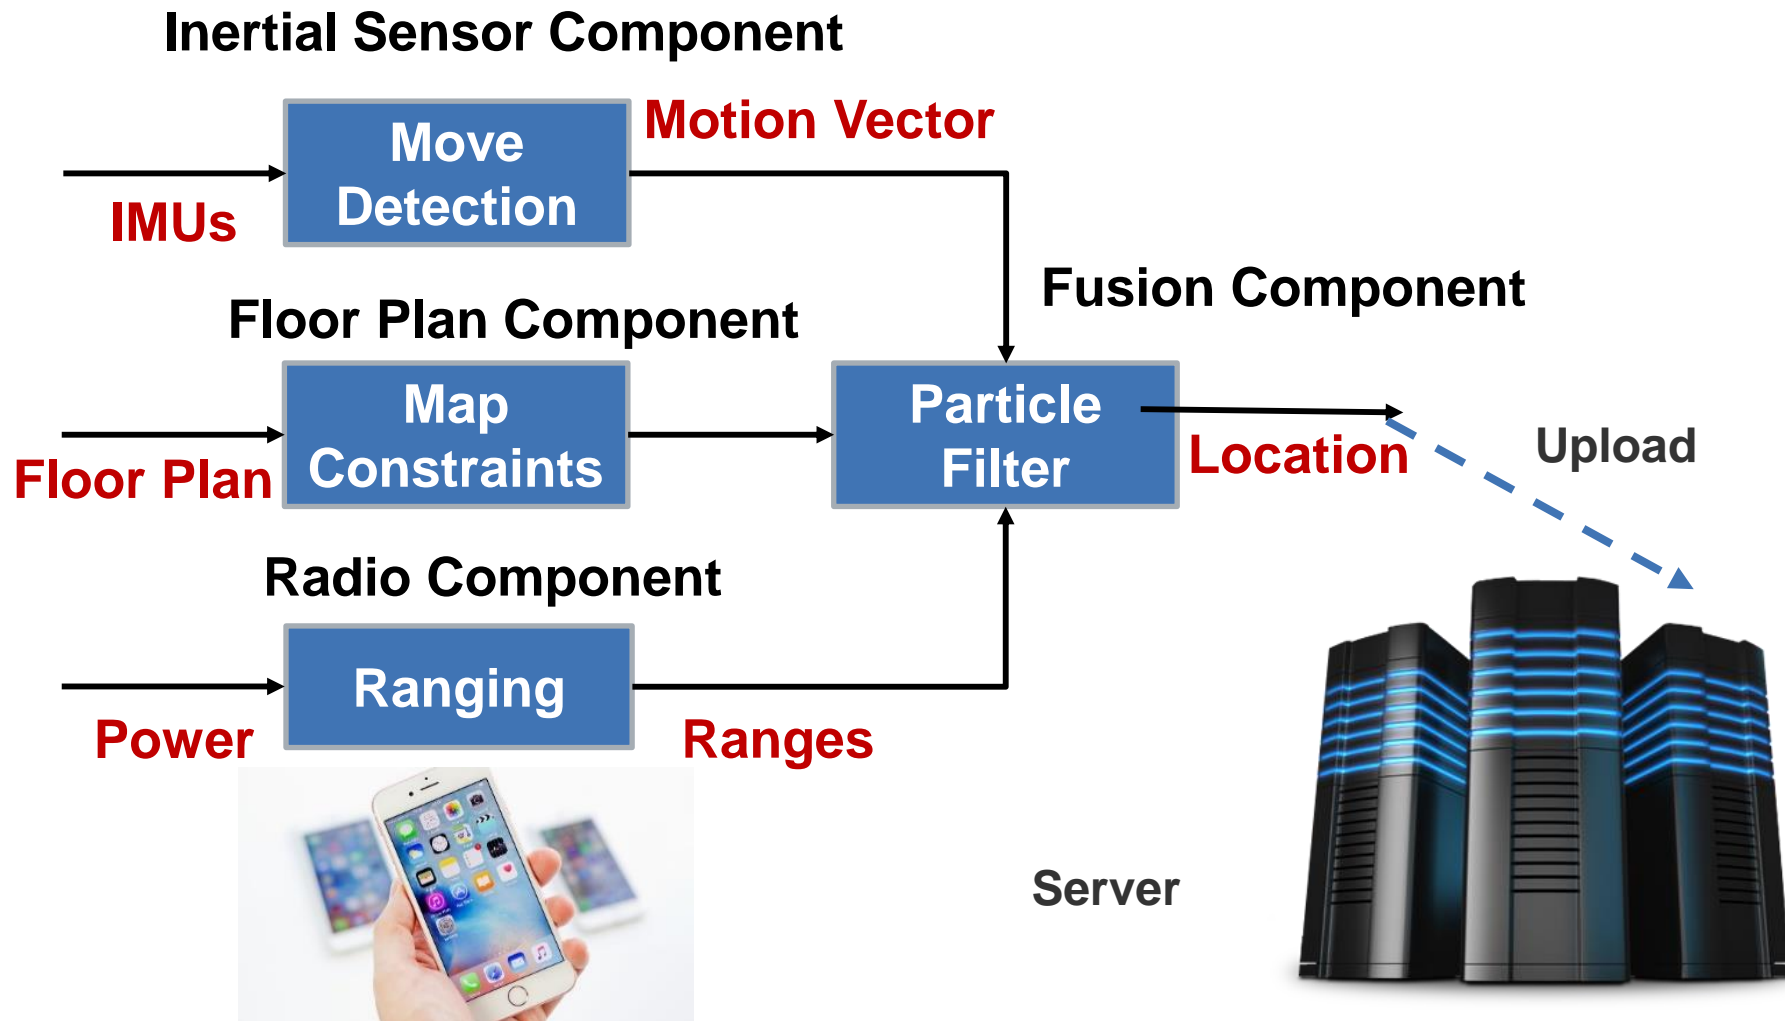 Inertial Sensor Component
Move
Detection
Motion Vector
IMUs
Fusion Component
Floor Plan Component
Map
Constraints
Particle
Filter
Floor Plan
Location
Upload
Radio Component
Ranging
Power
Ranges
Server